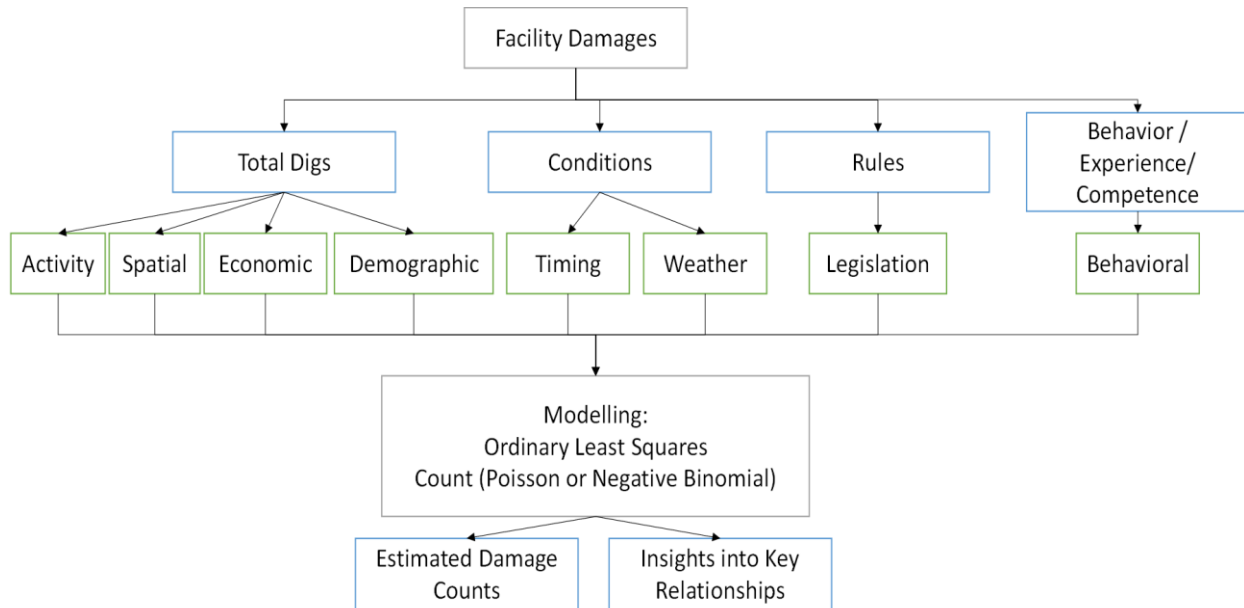 Facility Damages
Total Digs
Conditions
Rules
Behavior /
Experience/
Competence
Activity
Spatial
Economic
Demographic
Timing
Weather
Legislation
Behavioral
Modelling:
Ordinary Least Squares
Count (Poisson or Negative Binomial)
Estimated Damage
Counts
Insights into Key
Relationships